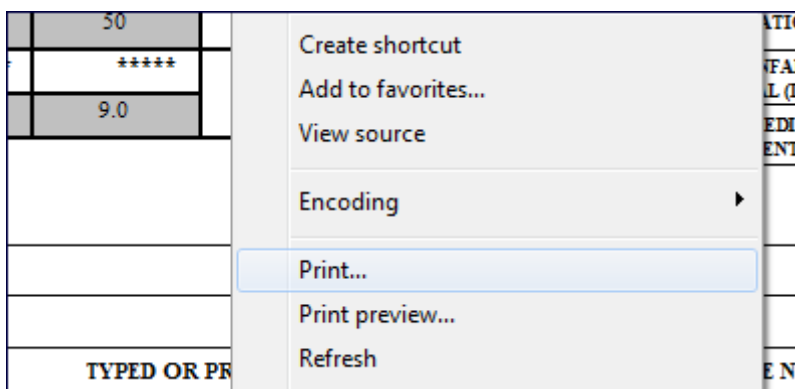 50
*****
9.0
Create shortcut
Add to favorites...
View source
Encoding
Print...
Print preview...
Refresh
TYPED OR PR